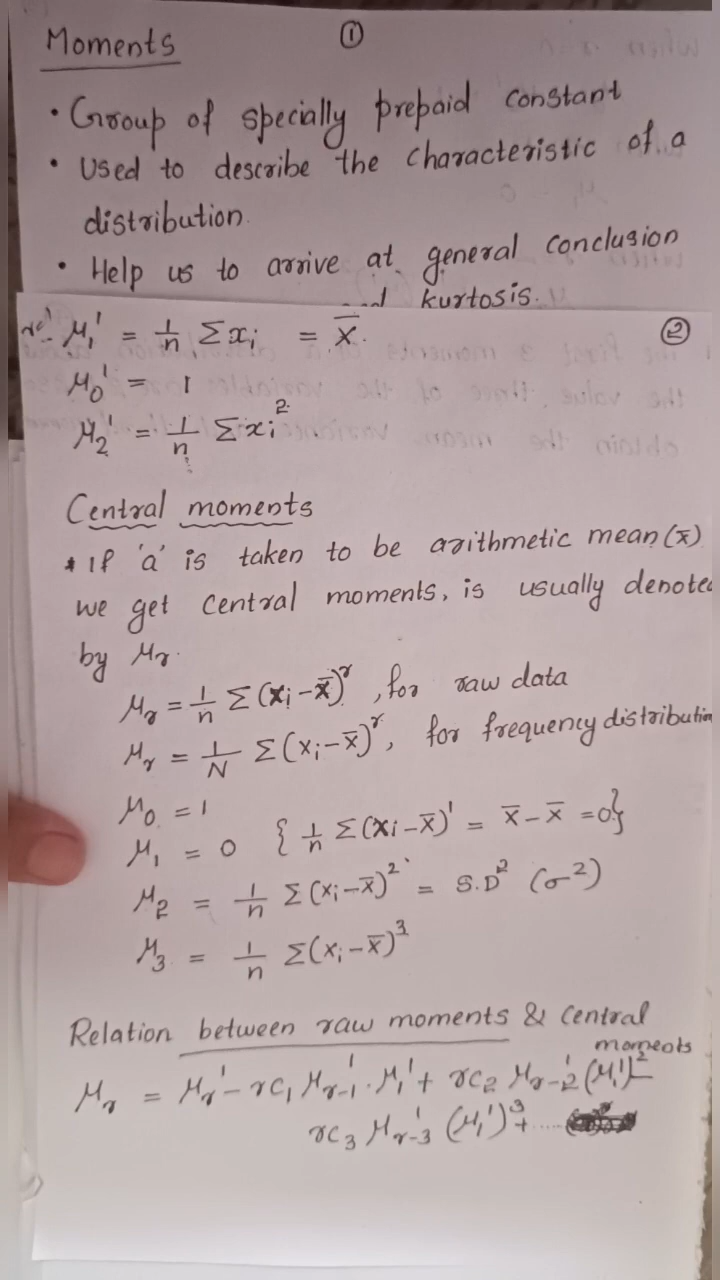 Moments ①
• Group of specially prepaid constant
• Used to describe the characteristic of a
distribution.
• Help us to arrive at general conclusion
kurtosis.
μ₁' = 1/n Σxᵢ = x̄. ②
μ₀' = 1
μ₂' = 1/n Σxᵢ²
Central moments
* If 'a' is taken to be arithmetic mean (x̄)
we get Central moments, is usually denoted
by μr.
μr = 1/n Σ(xᵢ-x̄)ʳ, for raw data
μr = 1/N Σ(xᵢ-x̄)ʳ, for frequency distribution
μ₀ = 1
μ₁ = 0 {1/n Σ(xᵢ-x̄)¹ = x̄-x̄ = 0}
μ₂ = 1/n Σ(xᵢ-x̄)² = S.D² (σ²)
μ₃ = 1/n Σ(xᵢ-x̄)³
Relation between raw moments & Central
moments
μr = μr' - rC₁ μr-1' · μ₁' + rC₂ μr-2' (μ₁')² -
rC₃ μr-3' (μ₁')³ + ....